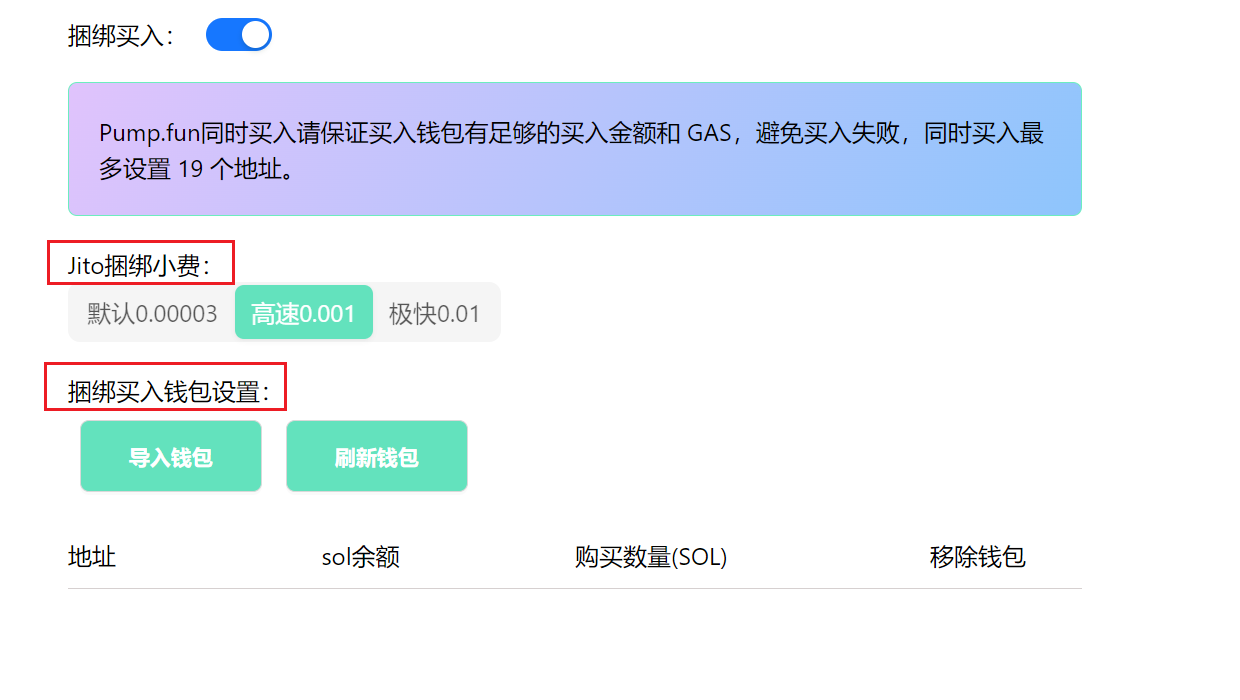 捆绑买入：
Pump.fun同时买入请保证买入钱包有足够的买入金额和 GAS，避免买入失败，同时买入最
多设置 19 个地址。
Jito捆绑小费：
默认0.00003 高速0.001 极快0.01
捆绑买入钱包设置：
导入钱包 刷新钱包
地址 sol余额 购买数量(SOL) 移除钱包